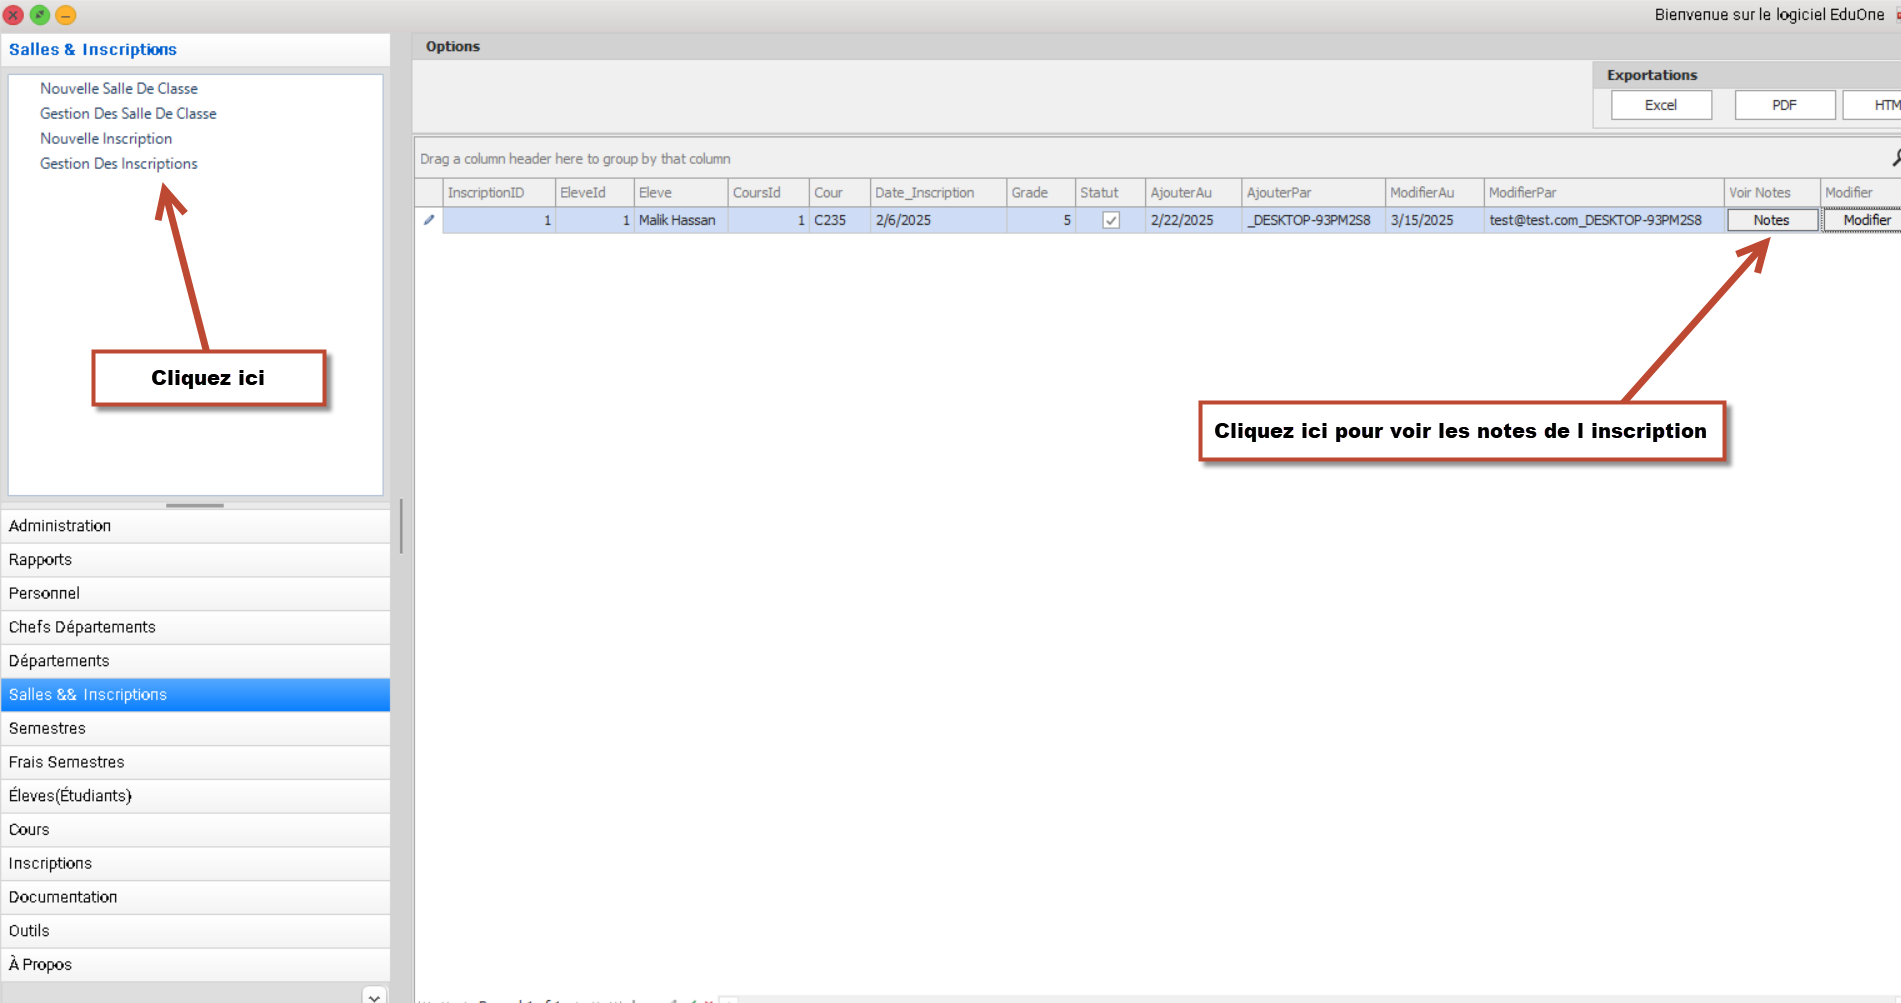 Bienvenue sur le logiciel EduOne
Salles & Inscriptions
Nouvelle Salle De Classe
Gestion Des Salle De Classe
Nouvelle Inscription
Gestion Des Inscriptions
Cliquez ici
Administration
Rapports
Personnel
Chefs Départements
Départements
Salles && Inscriptions
Semestres
Frais Semestres
Éleves(Étudiants)
Cours
Inscriptions
Documentation
Outils
À Propos
Options
Exportations
Excel PDF HTM
Drag a column header here to group by that column
InscriptionID EleveId Eleve CoursId Cour Date_Inscription Grade Statut AjouterAu AjouterPar ModifierAu ModifierPar Voir Notes Modifier
1 1 Malik Hassan 1 C235 2/6/2025 5 2/22/2025 _DESKTOP-93PM2S8 3/15/2025 test@test.com_DESKTOP-93PM2S8 Notes Modifier
Cliquez ici pour voir les notes de l inscription